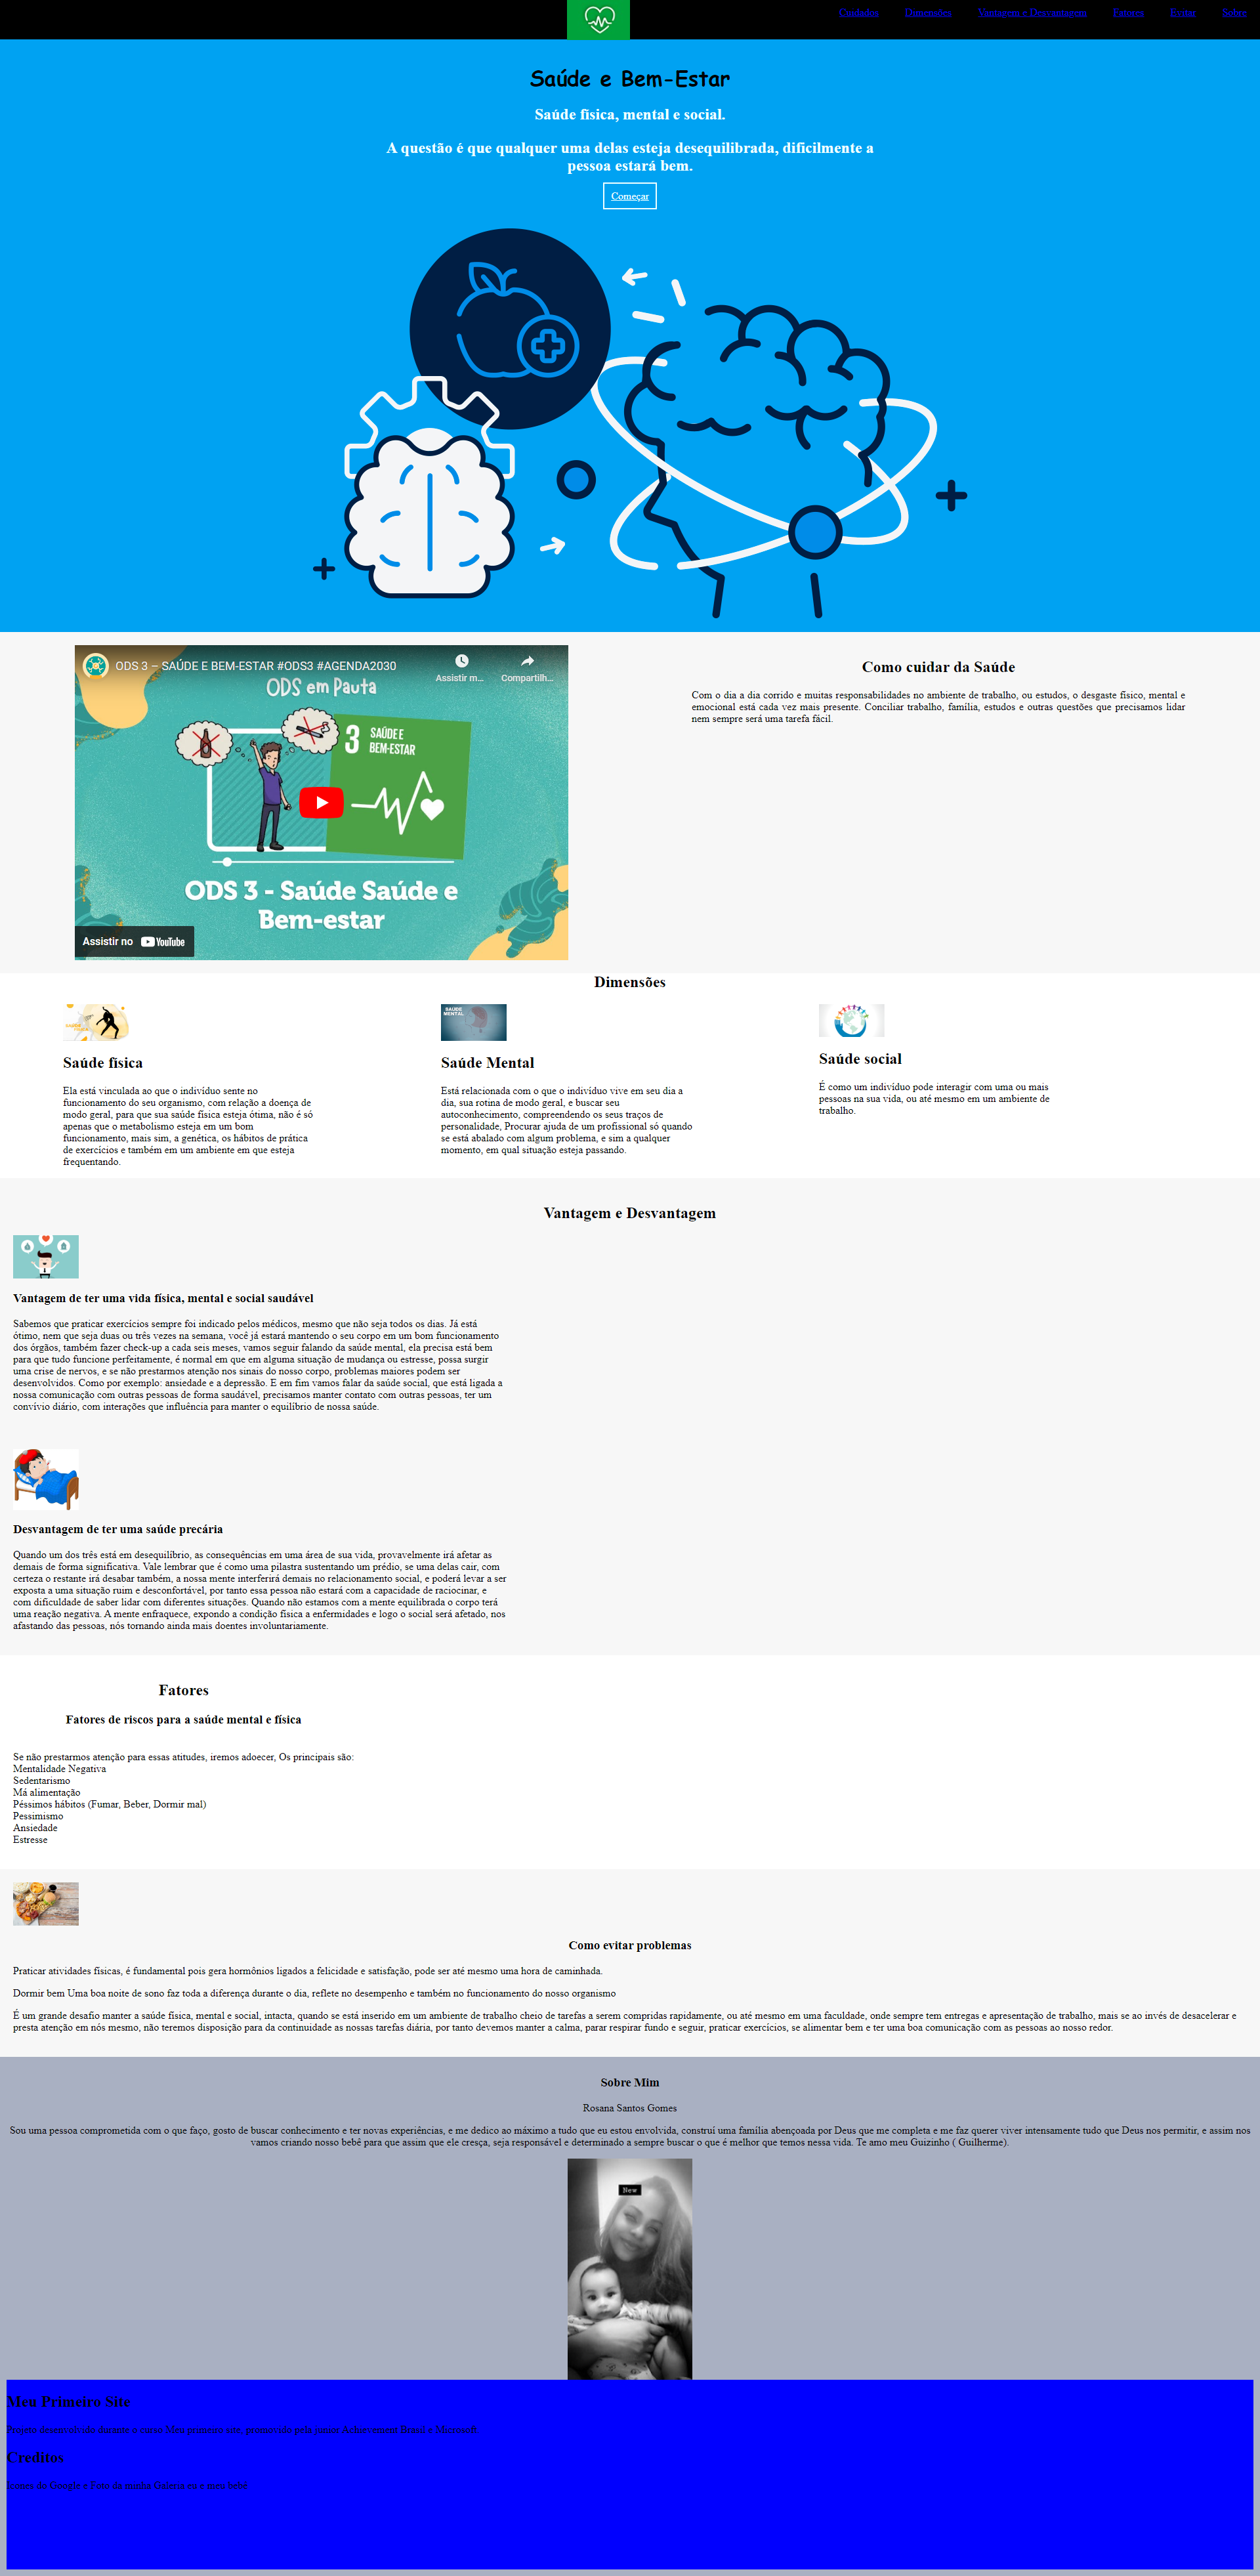 Cuidados Dimensões Vantagem e Desvantagem Fatores Evitar Sobre
Saúde e Bem-Estar
Saúde física, mental e social.
A questão é que qualquer uma delas esteja desequilibrada, dificilmente a
pessoa estará bem.
Começar
ODS 3 – SAÚDE E BEM-ESTAR #ODS3 #AGENDA2030
Assistir m...
Compartilh...
ODS em Pauta
3 SAÚDE E
BEM-ESTAR
ODS 3 - Saúde Saúde e
Bem-estar
Assistir no YouTube
Como cuidar da Saúde
Com o dia a dia corrido e muitas responsabilidades no ambiente de trabalho, ou estudos, o desgaste físico, mental e
emocional está cada vez mais presente. Conciliar trabalho, família, estudos e outras questões que precisamos lidar
nem sempre será uma tarefa fácil.
Dimensões
Saúde física
Ela está vinculada ao que o indivíduo sente no
funcionamento do seu organismo, com relação a doença de
modo geral, para que sua saúde física esteja ótima, não é só
apenas que o metabolismo esteja em um bom
funcionamento, mais sim, a genética, os hábitos de prática
de exercícios e também em um ambiente em que esteja
frequentando.
SAÚDE
MENTAL
Saúde Mental
Está relacionada com o que o indivíduo vive em seu dia a
dia, sua rotina de modo geral, e buscar seu
autoconhecimento, compreendendo os seus traços de
personalidade, Procurar ajuda de um profissional só quando
se está abalado com algum problema, e sim a qualquer
momento, em qual situação esteja passando.
Saúde social
É como um indivíduo pode interagir com uma ou mais
pessoas na sua vida, ou até mesmo em um ambiente de
trabalho.
Vantagem e Desvantagem
Vantagem de ter uma vida física, mental e social saudável
Sabemos que praticar exercícios sempre foi indicado pelos médicos, mesmo que não seja todos os dias. Já está
ótimo, nem que seja duas ou três vezes na semana, você já estará mantendo o seu corpo em um bom funcionamento
dos órgãos, também fazer check-up a cada seis meses, vamos seguir falando da saúde mental, ela precisa está bem
para que tudo funcione perfeitamente, é normal em que em alguma situação de mudança ou estresse, possa surgir
uma crise de nervos, e se não prestarmos atenção nos sinais do nosso corpo, problemas maiores podem ser
desenvolvidos. Como por exemplo: ansiedade e a depressão. E em fim vamos falar da saúde social, que está ligada a
nossa comunicação com outras pessoas de forma saudável, precisamos manter contato com outras pessoas, ter um
convívio diário, com interações que influência para manter o equilíbrio de nossa saúde.
Desvantagem de ter uma saúde precária
Quando um dos três está em desequilíbrio, as consequências em uma área de sua vida, provavelmente irá afetar as
demais de forma significativa. Vale lembrar que é como uma pilastra sustentando um prédio, se uma delas cair, com
certeza o restante irá desabar também, a nossa mente interferirá demais no relacionamento social, e poderá levar a ser
exposta a uma situação ruim e desconfortável, por tanto essa pessoa não estará com a capacidade de raciocinar, e
com dificuldade de saber lidar com diferentes situações. Quando não estamos com a mente equilibrada o corpo terá
uma reação negativa. A mente enfraquece, expondo a condição física a enfermidades e logo o social será afetado, nos
afastando das pessoas, nós tornando ainda mais doentes involuntariamente.
Fatores
Fatores de riscos para a saúde mental e física
Se não prestarmos atenção para essas atitudes, iremos adoecer, Os principais são:
Mentalidade Negativa
Sedentarismo
Má alimentação
Péssimos hábitos (Fumar, Beber, Dormir mal)
Pessimismo
Ansiedade
Estresse
Como evitar problemas
Praticar atividades físicas, é fundamental pois gera hormônios ligados a felicidade e satisfação, pode ser até mesmo uma hora de caminhada.
Dormir bem Uma boa noite de sono faz toda a diferença durante o dia, reflete no desempenho e também no funcionamento do nosso organismo
É um grande desafio manter a saúde física, mental e social, intacta, quando se está inserido em um ambiente de trabalho cheio de tarefas a serem compridas rapidamente, ou até mesmo em uma faculdade, onde sempre tem entregas e apresentação de trabalho, mais se ao invés de desacelerar e
presta atenção em nós mesmo, não teremos disposição para da continuidade as nossas tarefas diária, por tanto devemos manter a calma, parar respirar fundo e seguir, praticar exercícios, se alimentar bem e ter uma boa comunicação com as pessoas ao nosso redor.
Sobre Mim
Rosana Santos Gomes
Sou uma pessoa comprometida com o que faço, gosto de buscar conhecimento e ter novas experiências, e me dedico ao máximo a tudo que eu estou envolvida, construí uma família abençoada por Deus que me completa e me faz querer viver intensamente tudo que Deus nos permitir, e assim nos
vamos criando nosso bebê para que assim que ele cresça, seja responsável e determinado a sempre buscar o que é melhor que temos nessa vida. Te amo meu Guizinho ( Guilherme).
New
Meu Primeiro Site
Projeto desenvolvido durante o curso Meu primeiro site, promovido pela junior Achievement Brasil e Microsoft.
Creditos
Icones do Google e Foto da minha Galeria eu e meu bebê